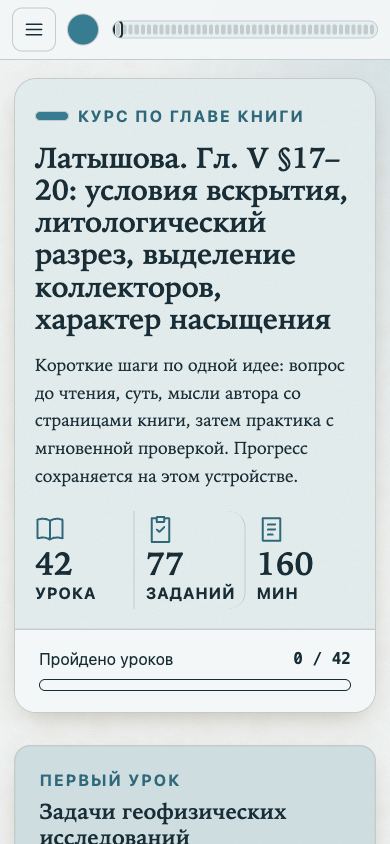 КУРС ПО ГЛАВЕ КНИГИ
Латышова. Гл. V §17–
20: условия вскрытия,
литологический
разрез, выделение
коллекторов,
характер насыщения
Короткие шаги по одной идее: вопрос
до чтения, суть, мысли автора со
страницами книги, затем практика с
мгновенной проверкой. Прогресс
сохраняется на этом устройстве.
42
УРОКА
77
ЗАДАНИЙ
160
МИН
Пройдено уроков
0 / 42
ПЕРВЫЙ УРОК
Задачи геофизических
исследований